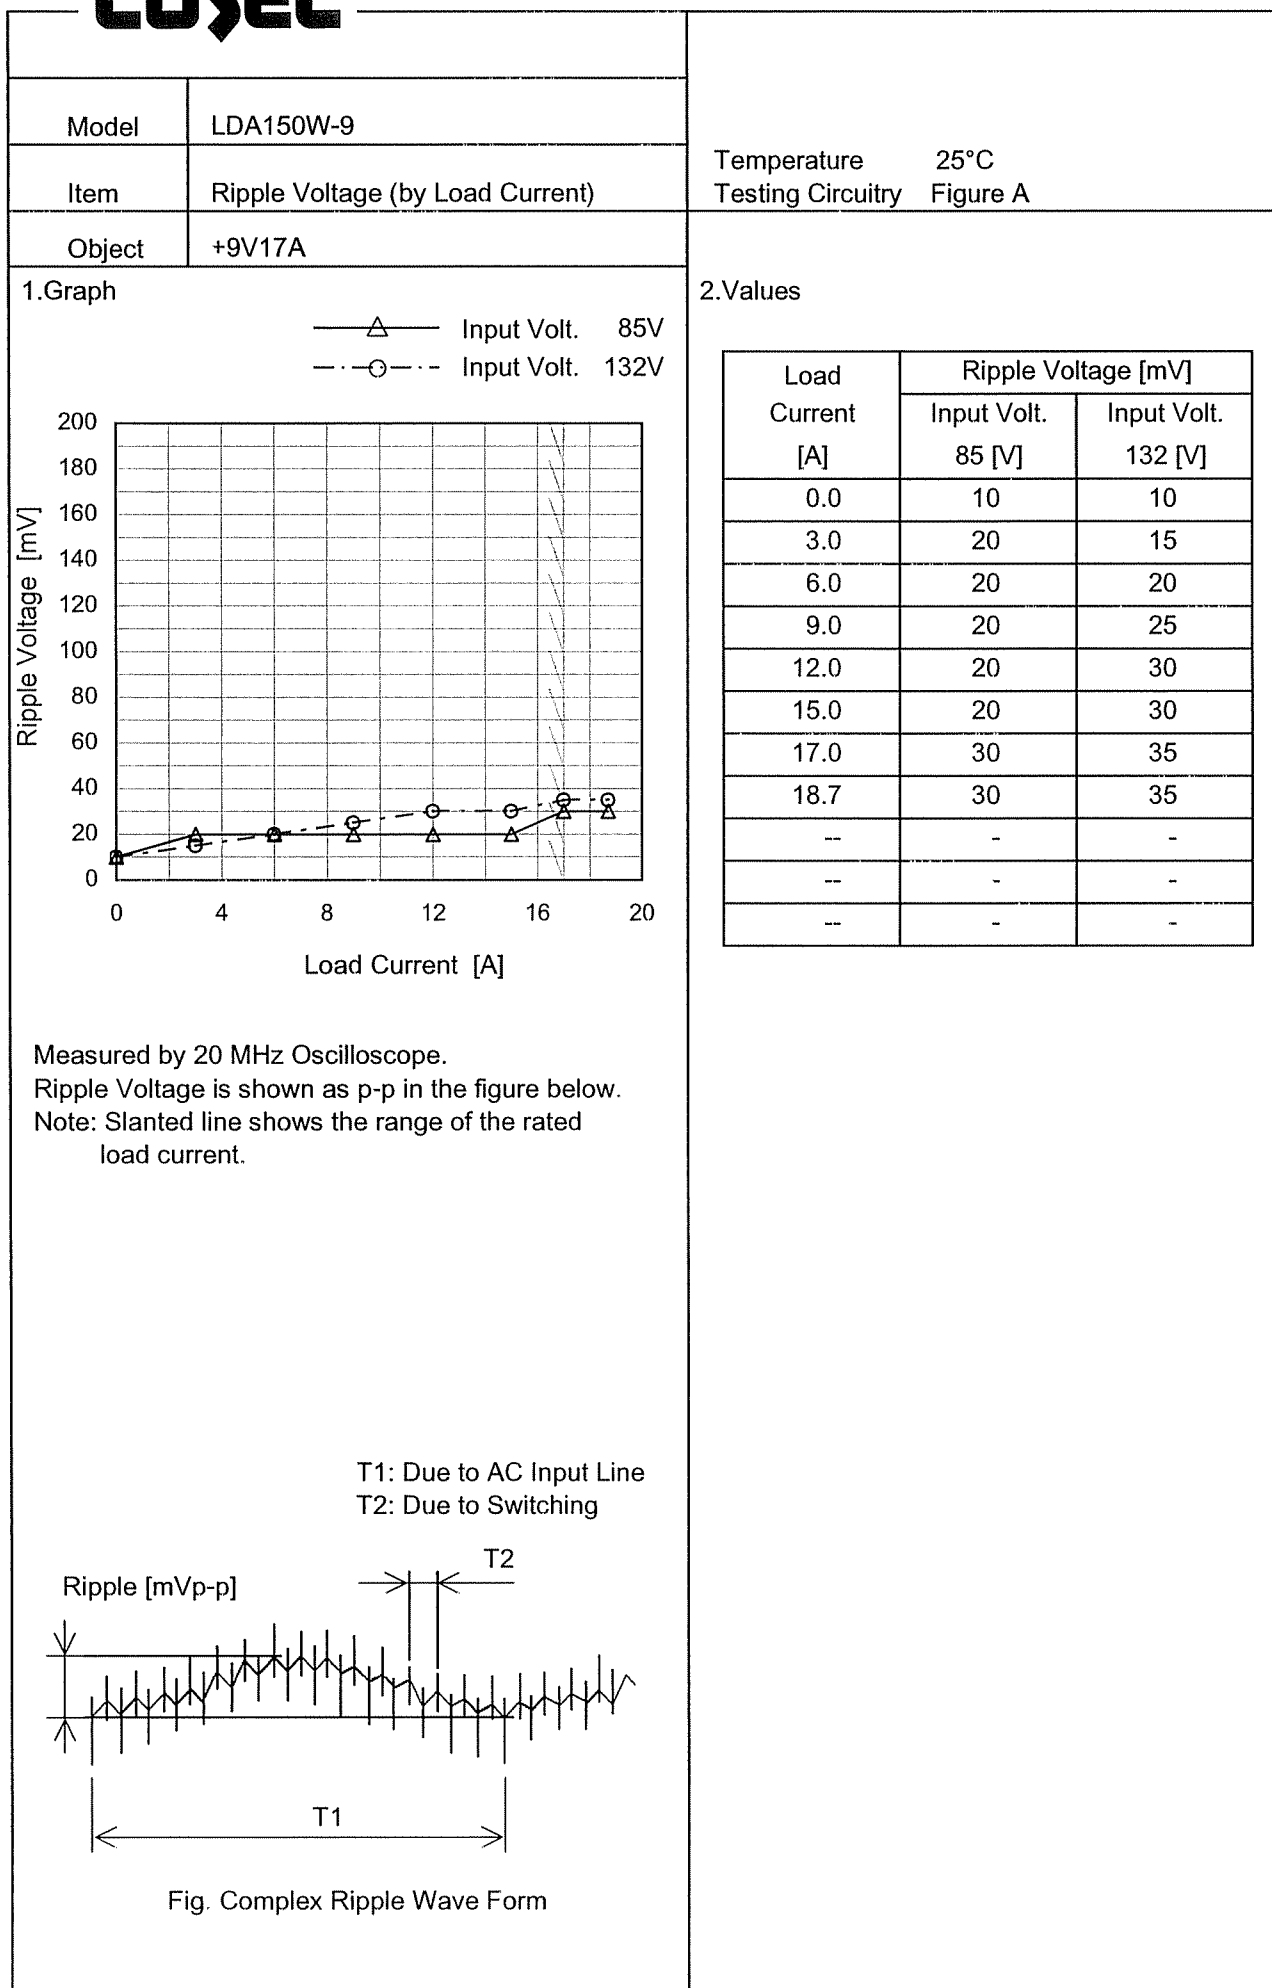 COSEL
Model LDA150W-9
Item Ripple Voltage (by Load Current)
Object +9V17A
Temperature 25°C
Testing Circuitry Figure A
1.Graph
Input Volt. 85V
Input Volt. 132V
Ripple Voltage [mV]
200
180
160
140
120
100
80
60
40
20
0
0 4 8 12 16 20
Load Current [A]
Measured by 20 MHz Oscilloscope.
Ripple Voltage is shown as p-p in the figure below.
Note: Slanted line shows the range of the rated
load current.
T1: Due to AC Input Line
T2: Due to Switching
T2
Ripple [mVp-p]
T1
Fig. Complex Ripple Wave Form
2.Values
Load Ripple Voltage [mV]
Current Input Volt. Input Volt.
[A] 85 [V] 132 [V]
0.0 10 10
3.0 20 15
6.0 20 20
9.0 20 25
12.0 20 30
15.0 20 30
17.0 30 35
18.7 30 35
-- - -
-- - -
-- - -